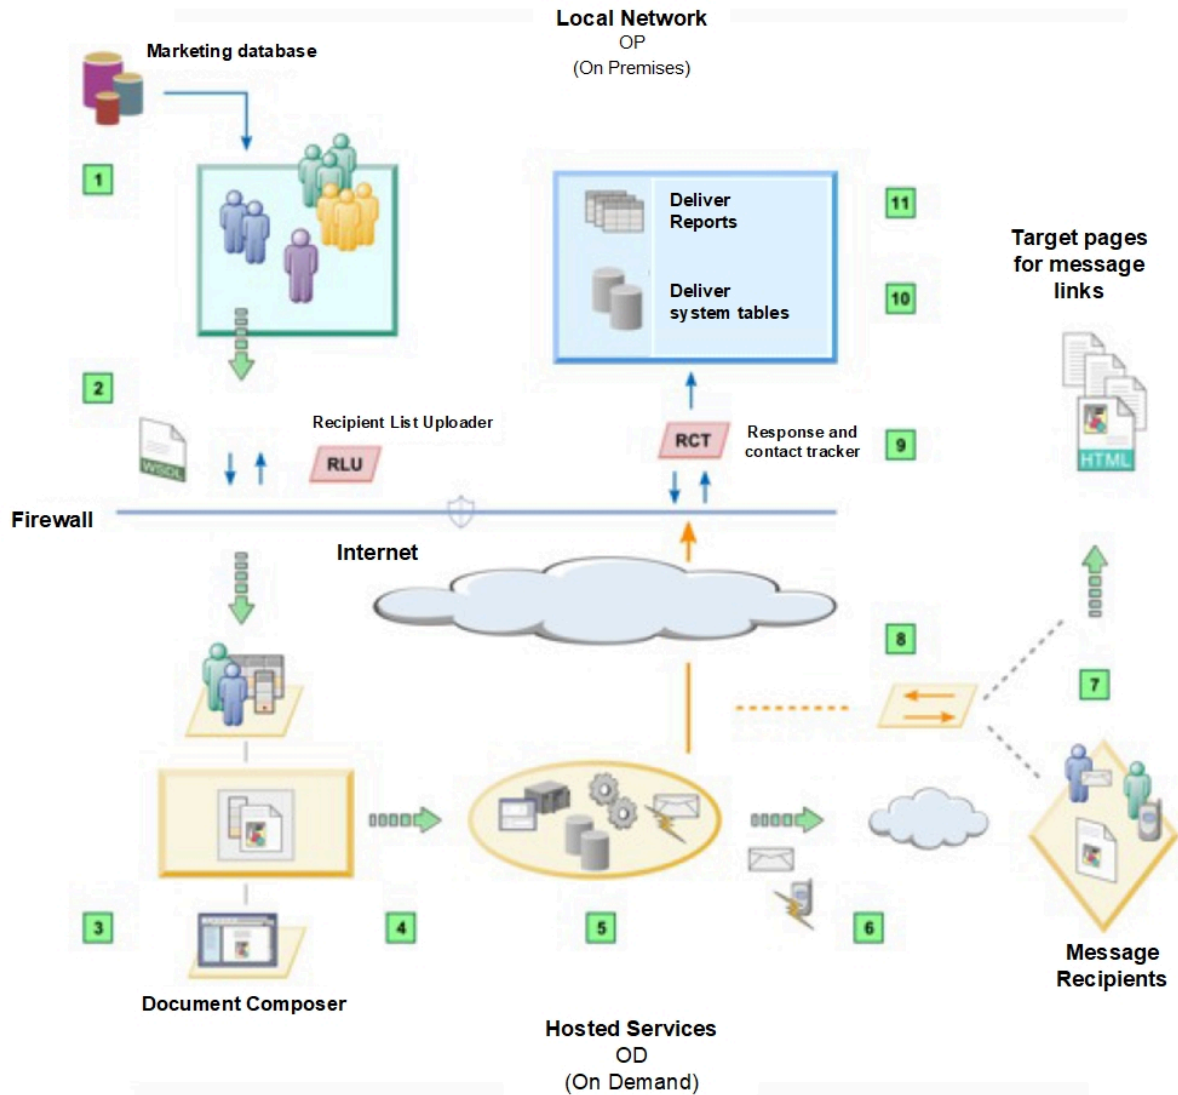 Local Network
OP
(On Premises)
Marketing database
1
Deliver
Reports
11
Deliver
system tables
10
Target pages
for message
links
2
WSDL
Recipient List Uploader
RLU
RCT
Response and
contact tracker
9
HTML
Firewall
Internet
8
7
3
4
5
6
Document Composer
Message
Recipients
Hosted Services
OD
(On Demand)